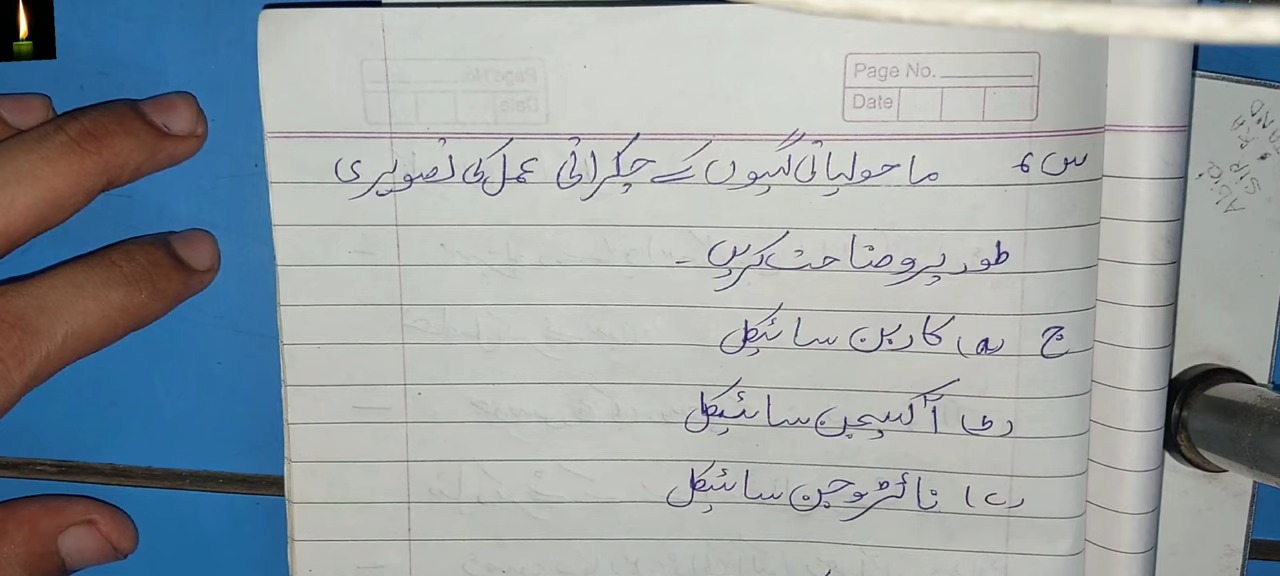 Page No.
Date
س ۴ ماحولیاتی گیسوں کے چکراتی عمل کی تصویری
طور پر وضاحت کریں۔
ج (a) کاربن سائیکل
(b) آکسیجن سائیکل
(c) نائٹروجن سائیکل